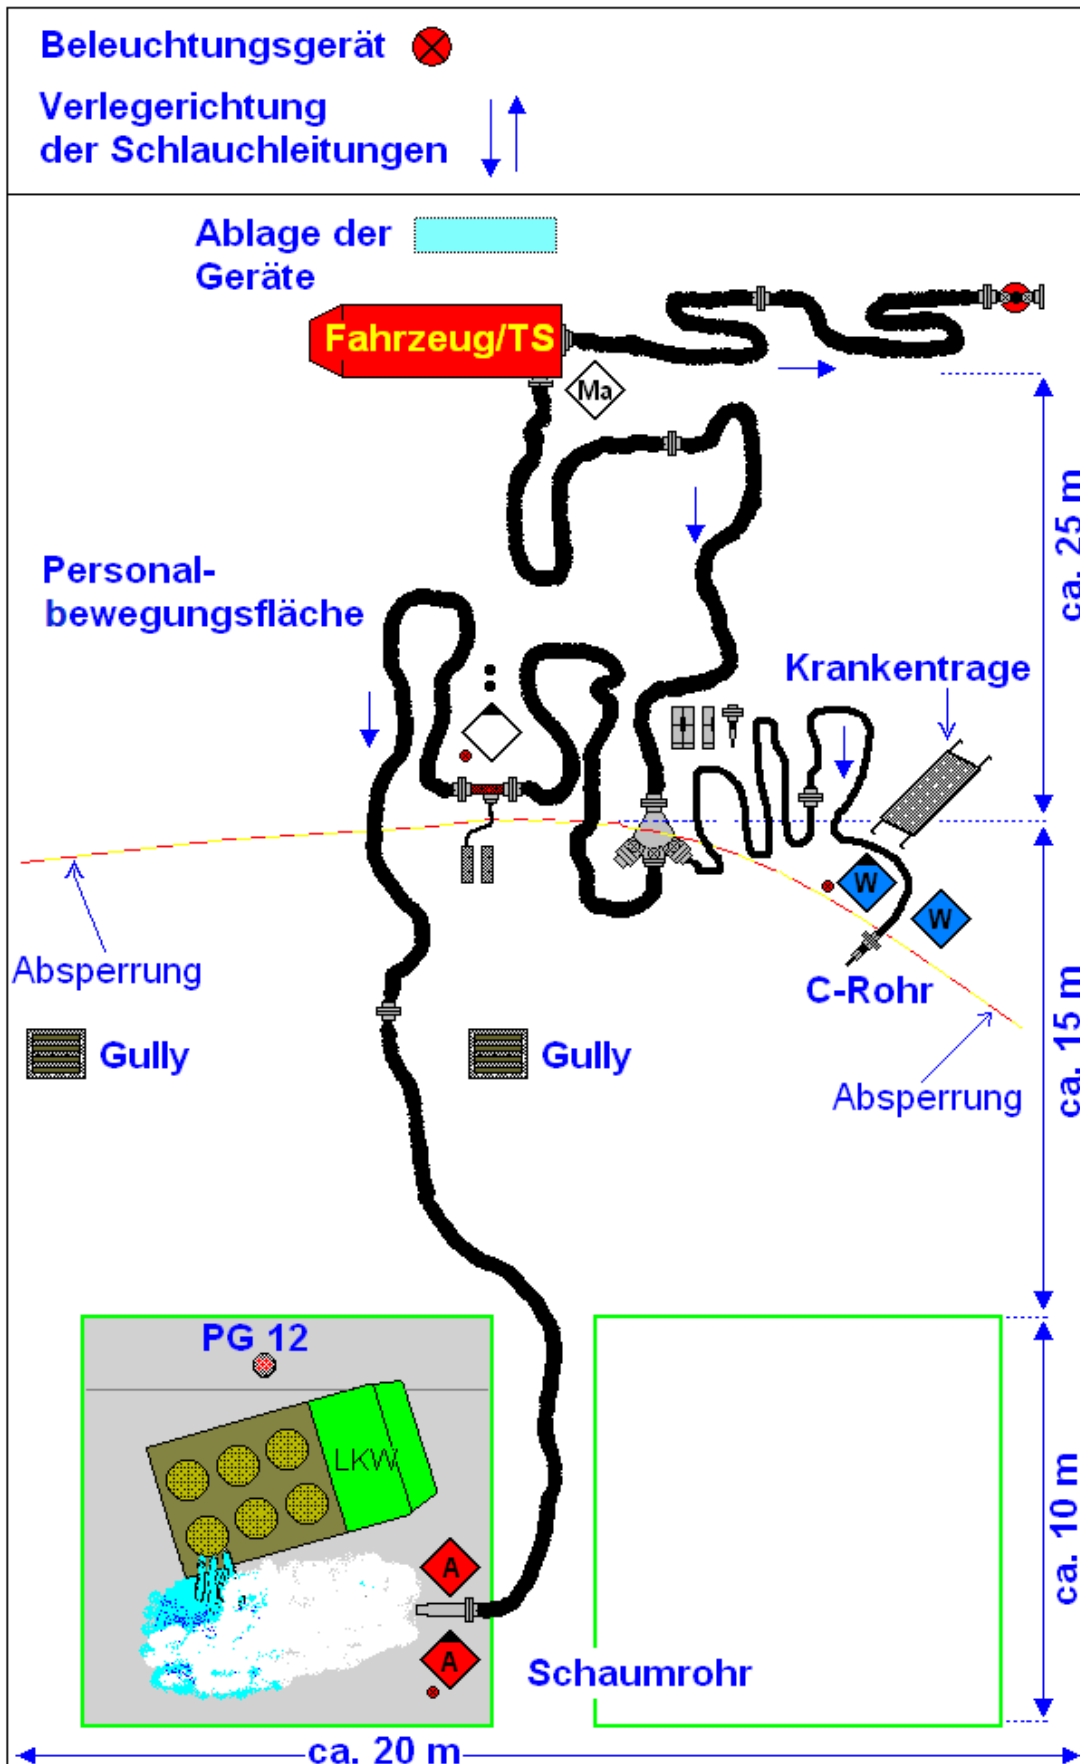 Beleuchtungsgerät
Verlegerichtung
der Schlauchleitungen
Ablage der
Geräte
Fahrzeug/TS
Ma
ca. 25 m
Personal-
bewegungsfläche
Krankentrage
W
W
Absperrung
C-Rohr
Gully
Gully
Absperrung
ca. 15 m
PG 12
LKW
A
A
Schaumrohr
ca. 10 m
ca. 20 m